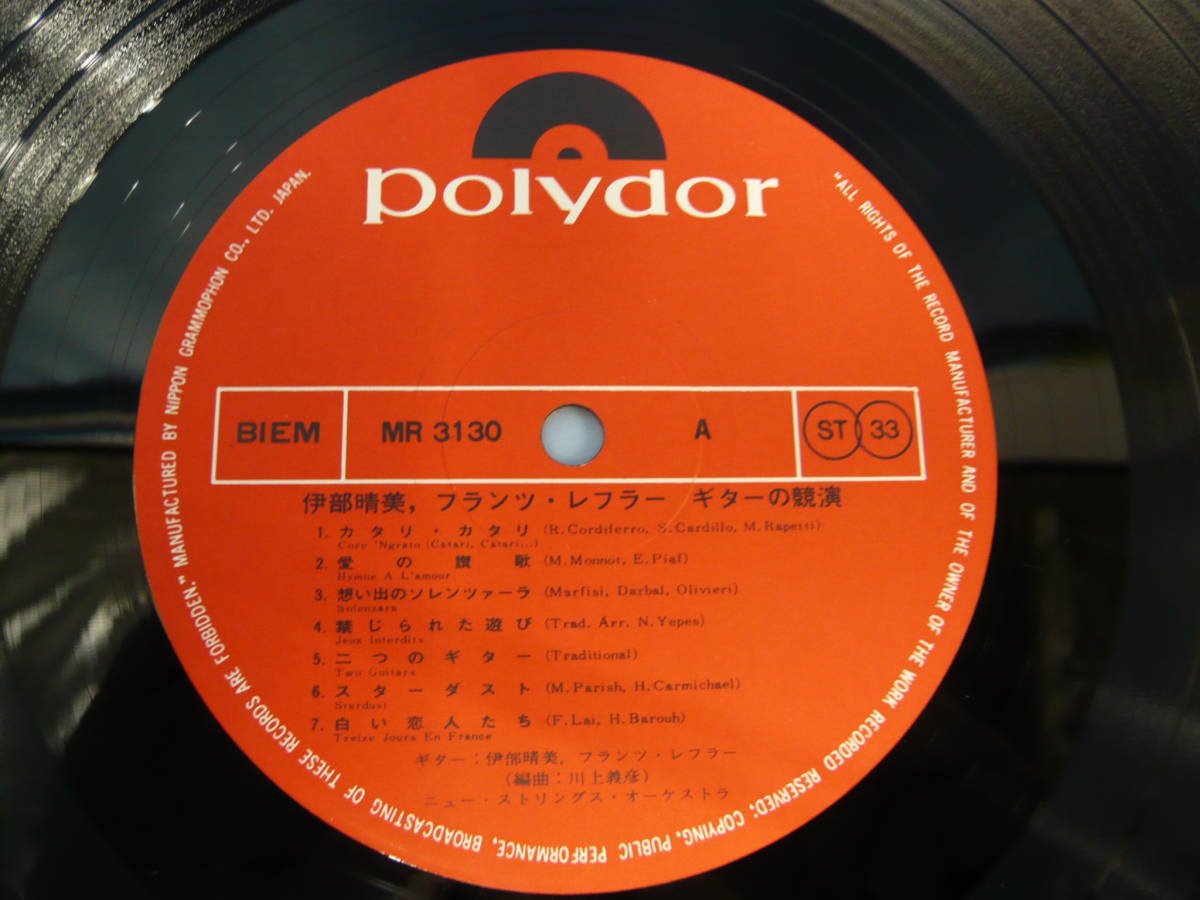 polydor
BIEM
MR 3130
A
ST 33
伊部晴美, フランツ・レフラー ギターの競演
1. カタリ・カタリ (R. Cordiferro, S. Cardillo, M. Rapetti)
Core 'Ngrato (Catari, Catari...)
2. 愛の讃歌 (M. Monnot, E. Piaf)
Hymne A L'amour
3. 想い出のソレンツァーラ (Marfisi, Darbal, Olivieri)
Solenzara
4. 禁じられた遊び (Trad. Arr. N. Yepes)
Jeux Interdits
5. 二つのギター (Traditional)
Two Guitars
6. スターダスト (M. Parish, H. Carmichael)
Stardust
7. 白い恋人たち (F. Lai, H. Barouh)
Treize Jours En France
ギター : 伊部晴美, フランツ・レフラー
(編曲 : 川上義彦)
ニュー・ストリングス・オーケストラ
"ALL RIGHTS OF THE RECORD MANUFACTURER AND OF THE OWNER OF THE WORK RECORDED RESERVED; COPYING, PUBLIC PERFORMANCE, BROADCASTING OF THESE RECORDS ARE FORBIDDEN." MANUFACTURED BY NIPPON GRAMMOPHON CO., LTD. JAPAN.